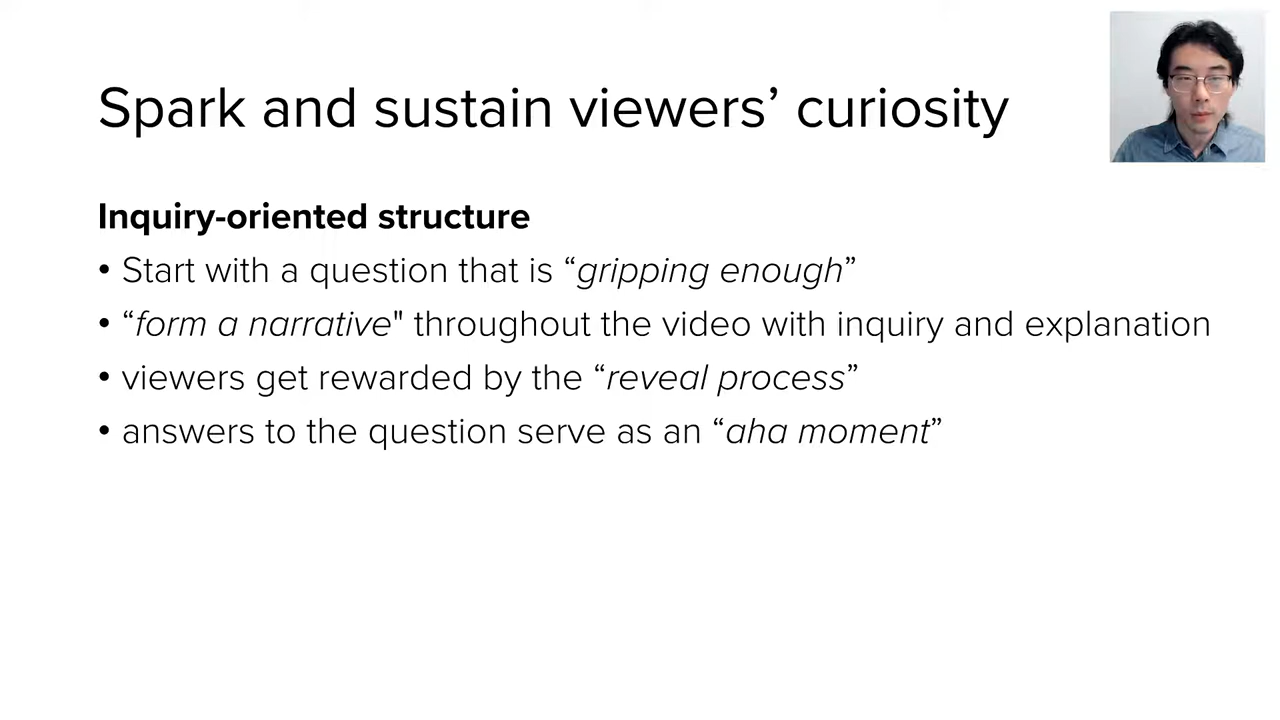 Spark and sustain viewers’ curiosity
Inquiry-oriented structure
• Start with a question that is “gripping enough”
• “form a narrative" throughout the video with inquiry and explanation
• viewers get rewarded by the “reveal process”
• answers to the question serve as an “aha moment”